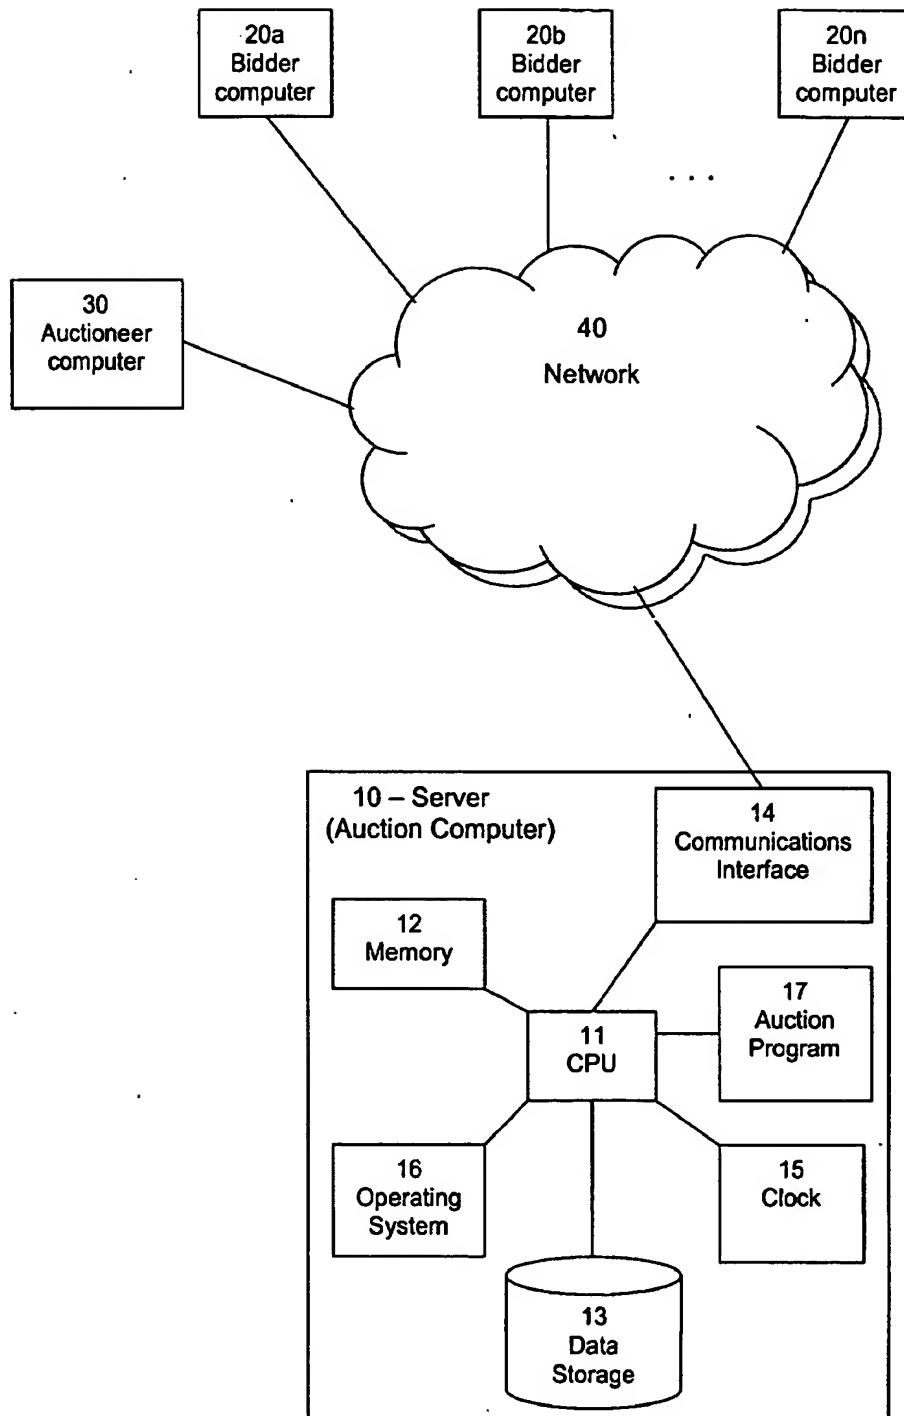 20a
Bidder
computer
20b
Bidder
computer
20n
Bidder
computer
. . .
30
Auctioneer
computer
40
Network
10 – Server
(Auction Computer)
14
Communications
Interface
12
Memory
17
Auction
Program
11
CPU
16
Operating
System
15
Clock
13
Data
Storage